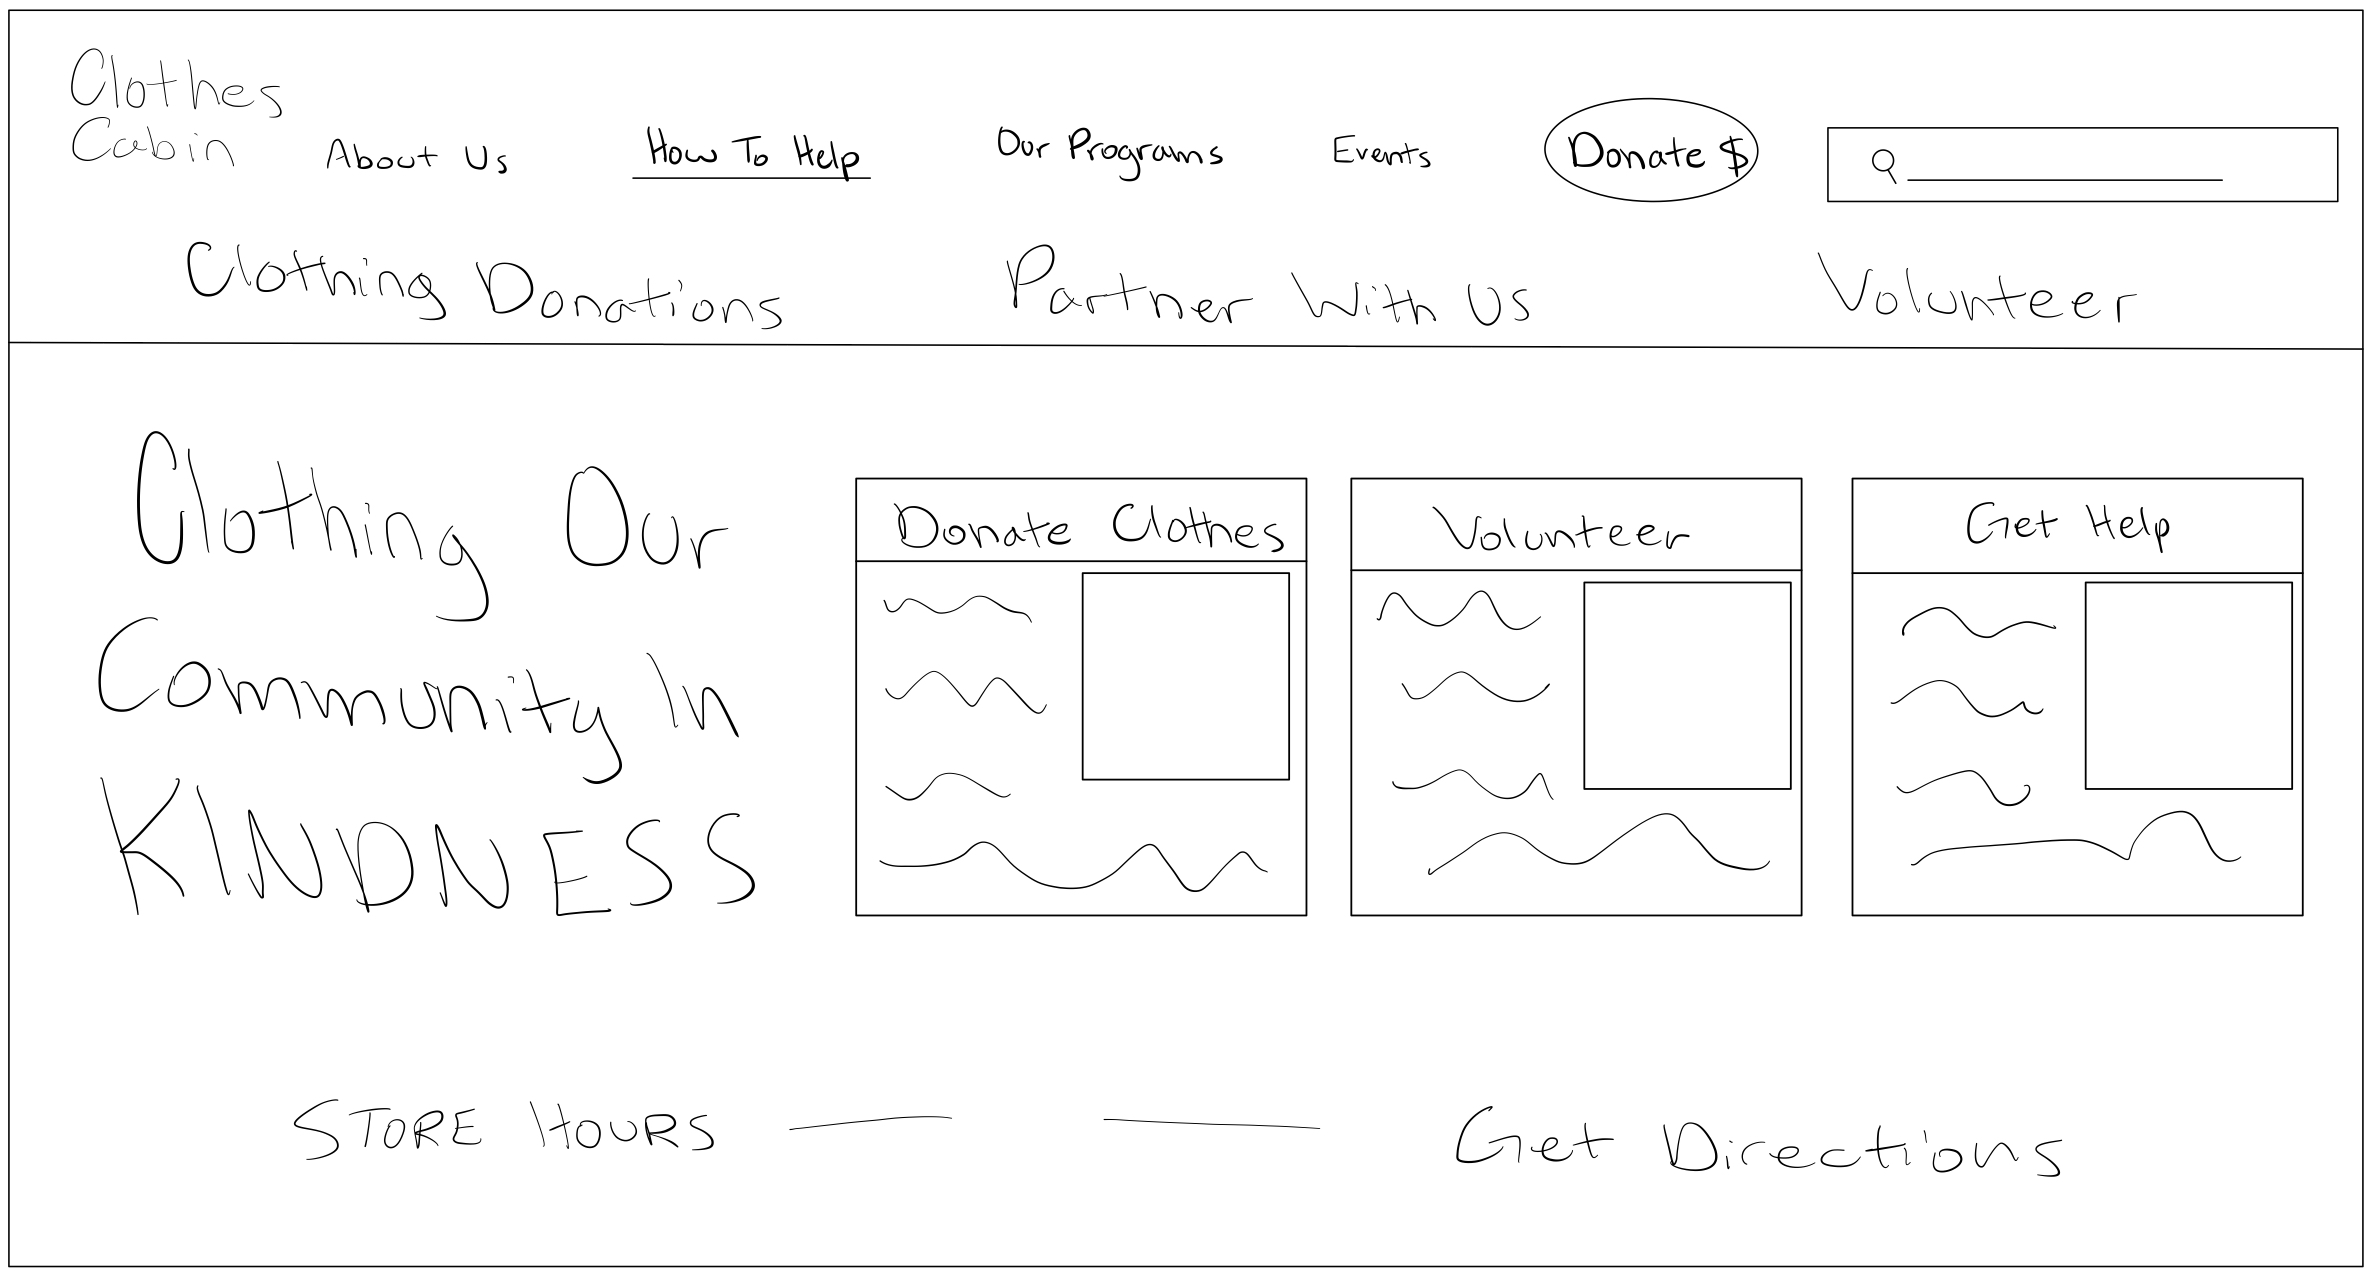 Clothes
Cabin
About Us
How To Help
Our Programs
Events
Donate $
Clothing Donations
Partner With Us
Volunteer
Clothing Our
Community In
KINDNESS
Donate Clothes
Volunteer
Get Help
STORE HOURS
Get Directions